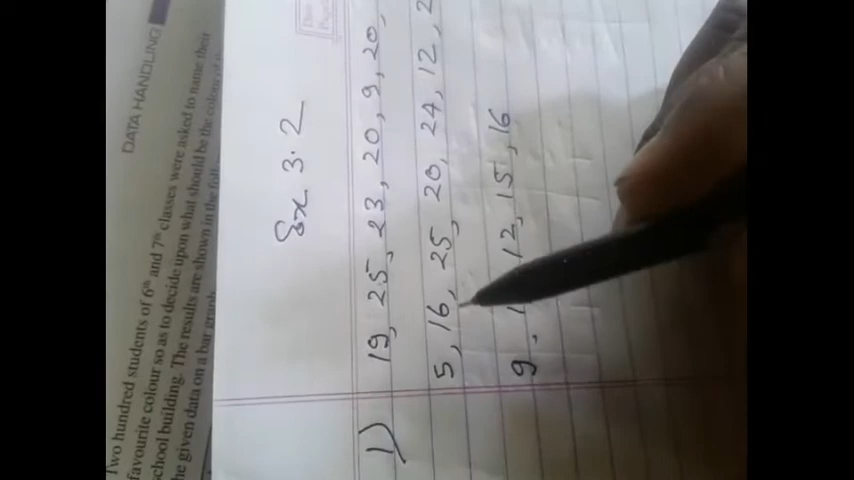 DATA HANDLING
Two hundred students of 6th and 7th classes were asked to name their
favourite colour so as to decide upon what should be the colour of
school building. The results are shown in the
the given data on a bar graph
Ex 3.2
1) 19, 25, 23, 20, 9, 20,
5, 16, 25, 20, 24, 12,
9. 12, 15, 16